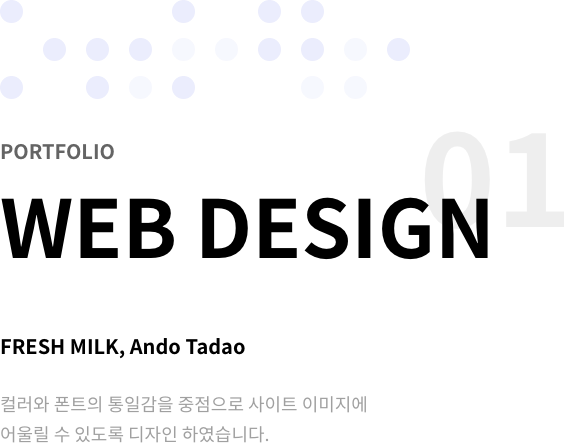 PORTFOLIO
01
WEB DESIGN
FRESH MILK, Ando Tadao
컬러와 폰트의 통일감을 중점으로 사이트 이미지에
어울릴 수 있도록 디자인 하였습니다.